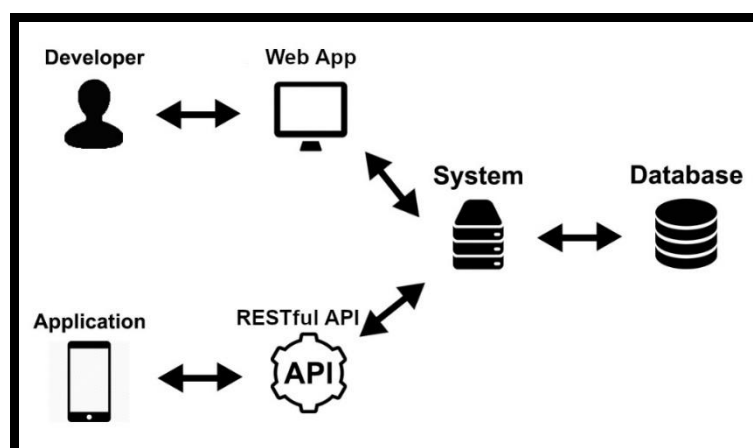 Developer
Web App
System
Database
Application
RESTful API
API